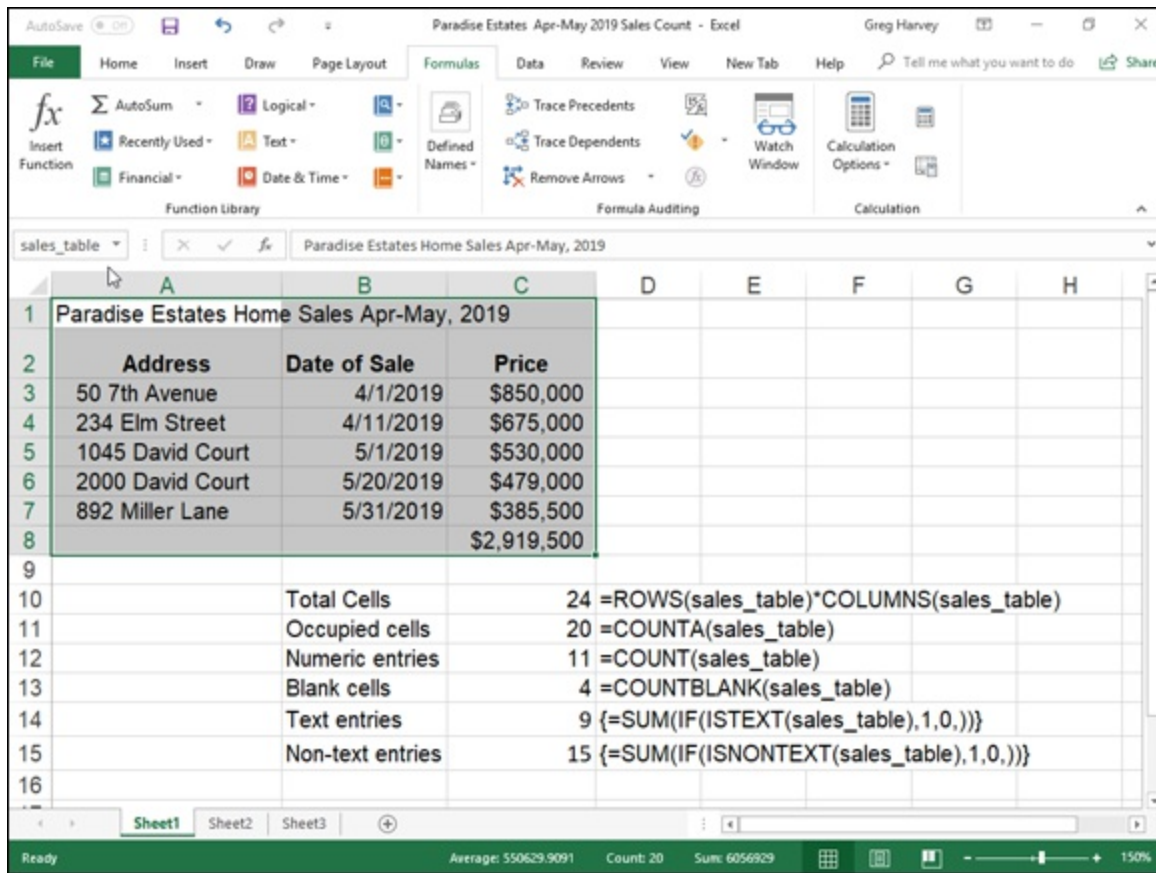 AutoSave Off Paradise Estates Apr-May 2019 Sales Count - Excel Greg Harvey
File Home Insert Draw Page Layout Formulas Data Review View New Tab Help Tell me what you want to do Share
fx Insert Function
Σ AutoSum
Recently Used
Financial
Logical
Text
Date & Time
Function Library
Defined Names
Trace Precedents
Trace Dependents
Remove Arrows
Watch Window
Formula Auditing
Calculation Options
Calculation
sales_table fx Paradise Estates Home Sales Apr-May, 2019
A B C D E F G H
1 Paradise Estates Home Sales Apr-May, 2019
2 Address Date of Sale Price
3 50 7th Avenue 4/1/2019 $850,000
4 234 Elm Street 4/11/2019 $675,000
5 1045 David Court 5/1/2019 $530,000
6 2000 David Court 5/20/2019 $479,000
7 892 Miller Lane 5/31/2019 $385,500
8 $2,919,500
9
10 Total Cells 24 =ROWS(sales_table)*COLUMNS(sales_table)
11 Occupied cells 20 =COUNTA(sales_table)
12 Numeric entries 11 =COUNT(sales_table)
13 Blank cells 4 =COUNTBLANK(sales_table)
14 Text entries 9 {=SUM(IF(ISTEXT(sales_table),1,0,))}
15 Non-text entries 15 {=SUM(IF(ISNONTEXT(sales_table),1,0,))}
16
Sheet1 Sheet2 Sheet3
Ready Average: 550629.9091 Count: 20 Sum: 6056929 150%